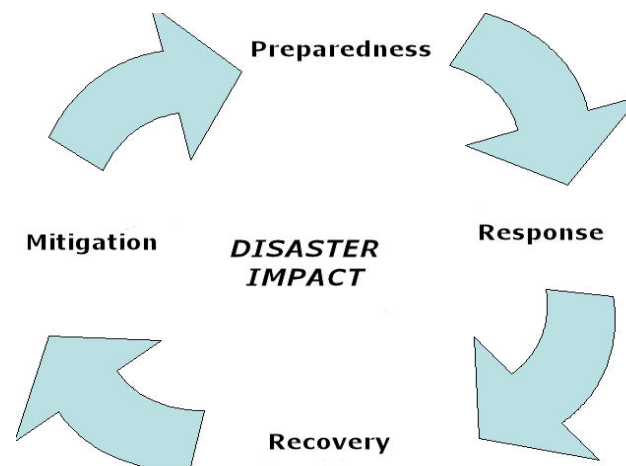 Preparedness
Mitigation
DISASTER
IMPACT
Response
Recovery